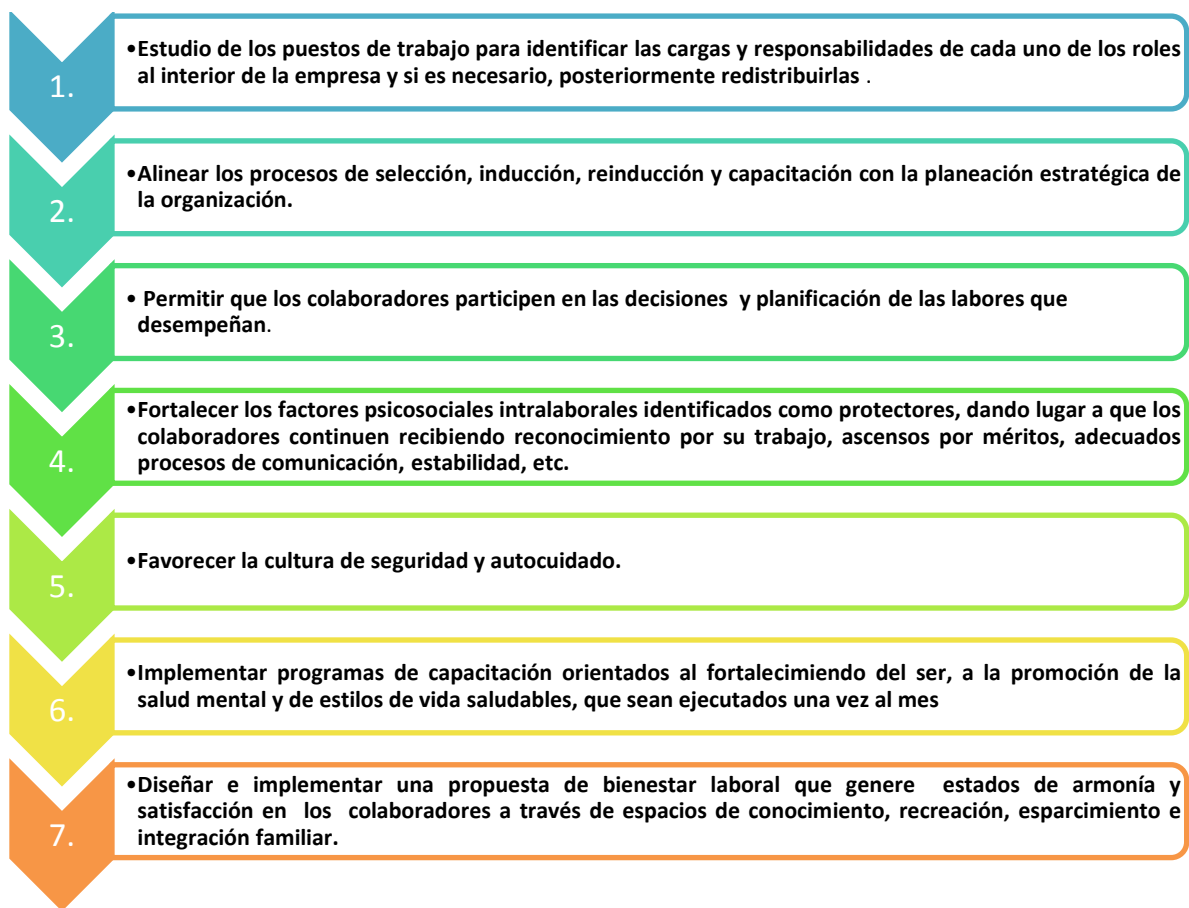 1.
•Estudio de los puestos de trabajo para identificar las cargas y responsabilidades de cada uno de los roles
al interior de la empresa y si es necesario, posteriormente redistribuirlas .
2.
•Alinear los procesos de selección, inducción, reinducción y capacitación con la planeación estratégica de
la organización.
3.
• Permitir que los colaboradores participen en las decisiones y planificación de las labores que
desempeñan.
4.
•Fortalecer los factores psicosociales intralaborales identificados como protectores, dando lugar a que los
colaboradores continuen recibiendo reconocimiento por su trabajo, ascensos por méritos, adecuados
procesos de comunicación, estabilidad, etc.
5.
•Favorecer la cultura de seguridad y autocuidado.
6.
•Implementar programas de capacitación orientados al fortalecimiendo del ser, a la promoción de la
salud mental y de estilos de vida saludables, que sean ejecutados una vez al mes
7.
•Diseñar e implementar una propuesta de bienestar laboral que genere estados de armonía y
satisfacción en los colaboradores a través de espacios de conocimiento, recreación, esparcimiento e
integración familiar.